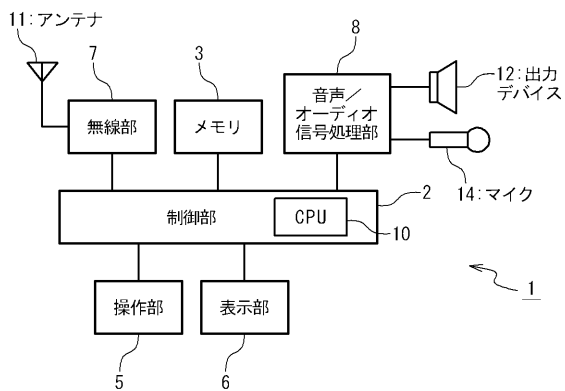 11:アンテナ
7
3
8
無線部
メモリ
音声／
オーディオ
信号処理部
12:出力
デバイス
14:マイク
制御部
CPU
2
10
操作部
表示部
5
6
1